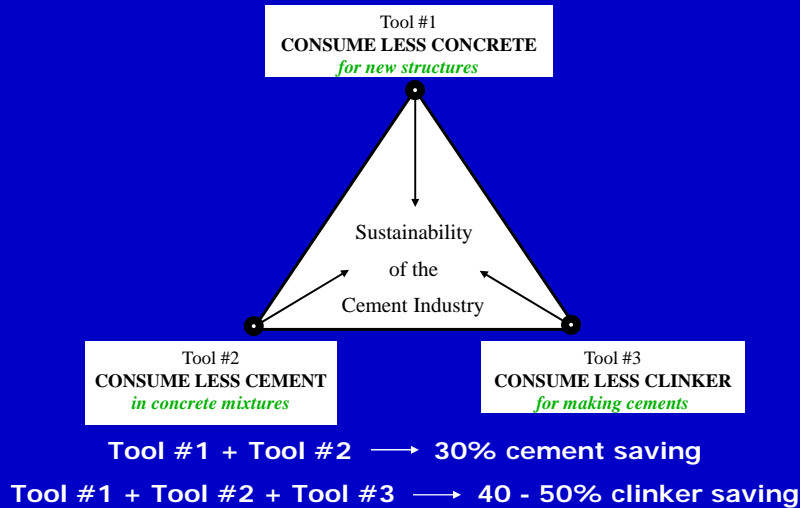 Tool #1
CONSUME LESS CONCRETE
for new structures
Sustainability
of the
Cement Industry
Tool #2
CONSUME LESS CEMENT
in concrete mixtures
Tool #3
CONSUME LESS CLINKER
for making cements
Tool #1 + Tool #2 → 30% cement saving
Tool #1 + Tool #2 + Tool #3 → 40 - 50% clinker saving